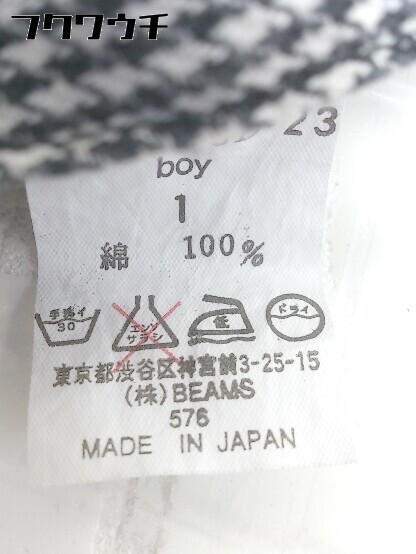 フクワウチ
23
boy
1
綿 100%
手洗イ 30
エンソ サラシ
低
ドライ
東京都渋谷区神宮前3-25-15
(株)BEAMS
576
MADE IN JAPAN